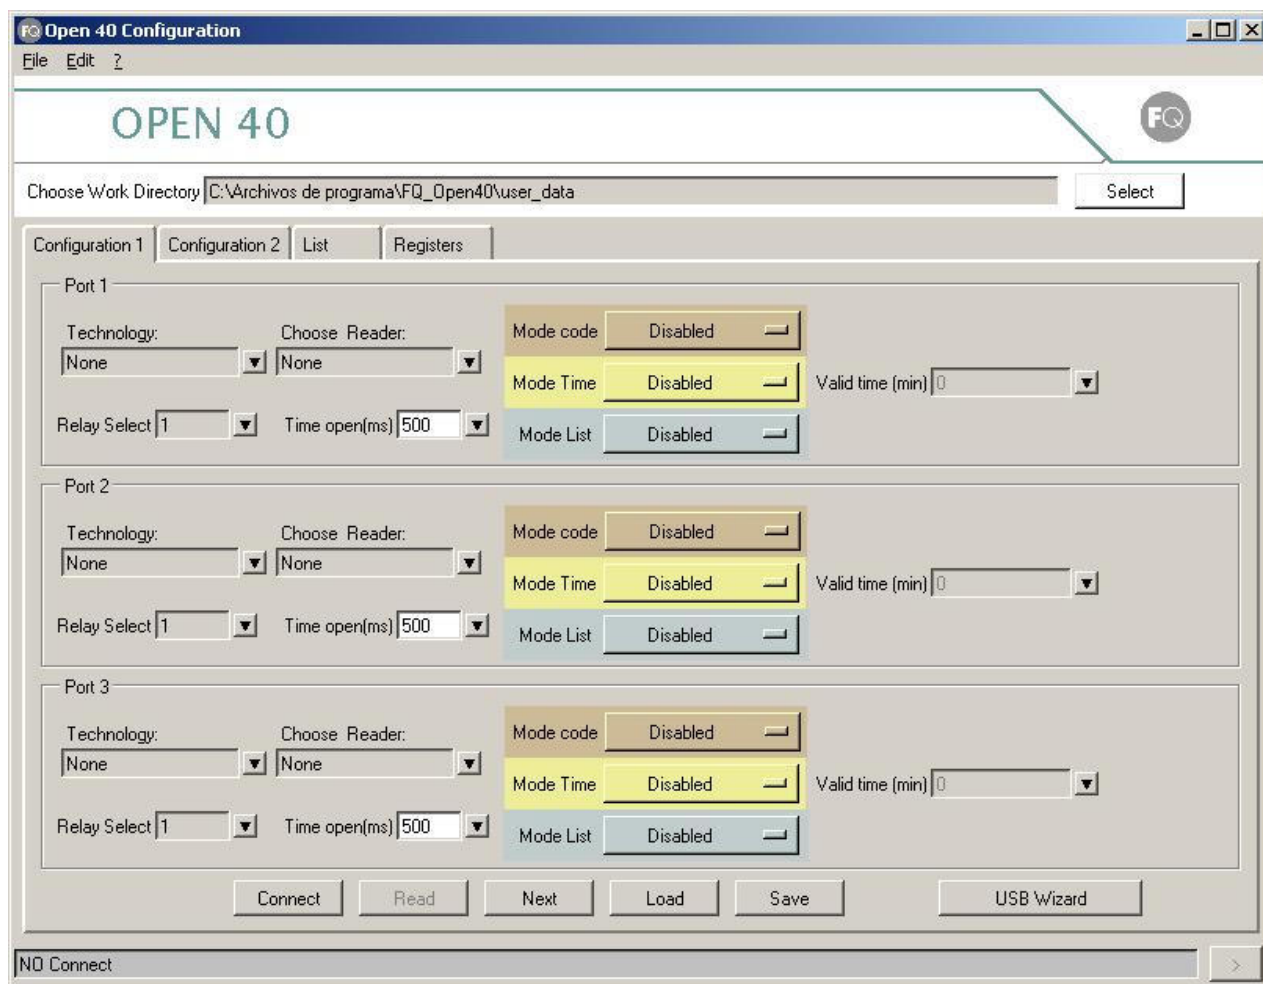 FQ Open 40 Configuration
File Edit ?
OPEN 40
FQ
Choose Work Directory C:\Archivos de programa\FQ_Open40\user_data Select
Configuration 1 Configuration 2 List Registers
Port 1
Technology: Choose Reader: Mode code Disabled
None None
Mode Time Disabled Valid time (min) 0
Relay Select 1 Time open(ms) 500 Mode List Disabled
Port 2
Technology: Choose Reader: Mode code Disabled
None None
Mode Time Disabled Valid time (min) 0
Relay Select 1 Time open(ms) 500 Mode List Disabled
Port 3
Technology: Choose Reader: Mode code Disabled
None None
Mode Time Disabled Valid time (min) 0
Relay Select 1 Time open(ms) 500 Mode List Disabled
Connect Read Next Load Save USB Wizard
NO Connect >